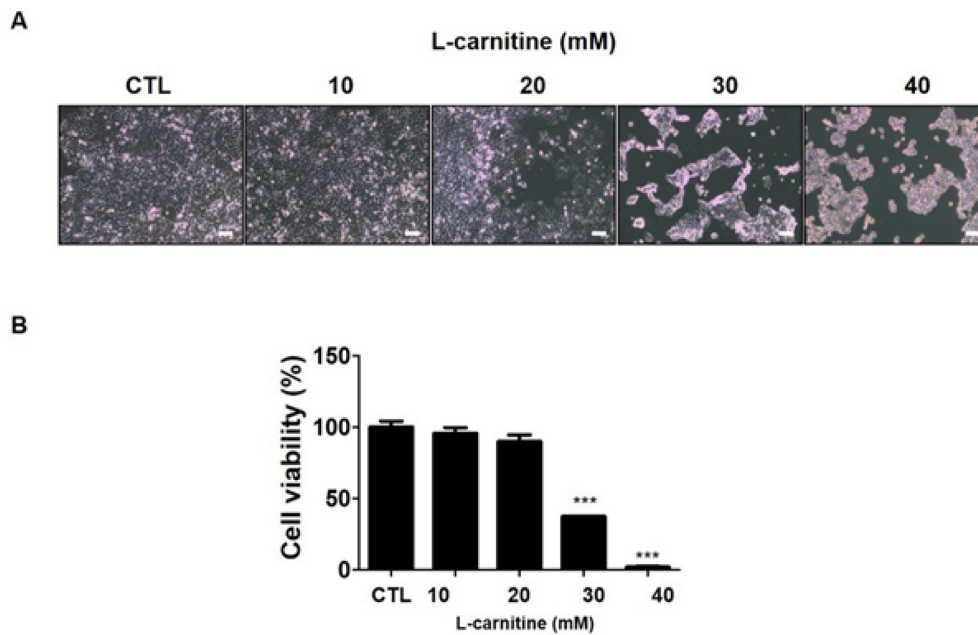 A
L-carnitine (mM)
CTL 10 20 30 40
B
Cell viability (%)
150
100
50
0
***
***
CTL 10 20 30 40
L-carnitine (mM)